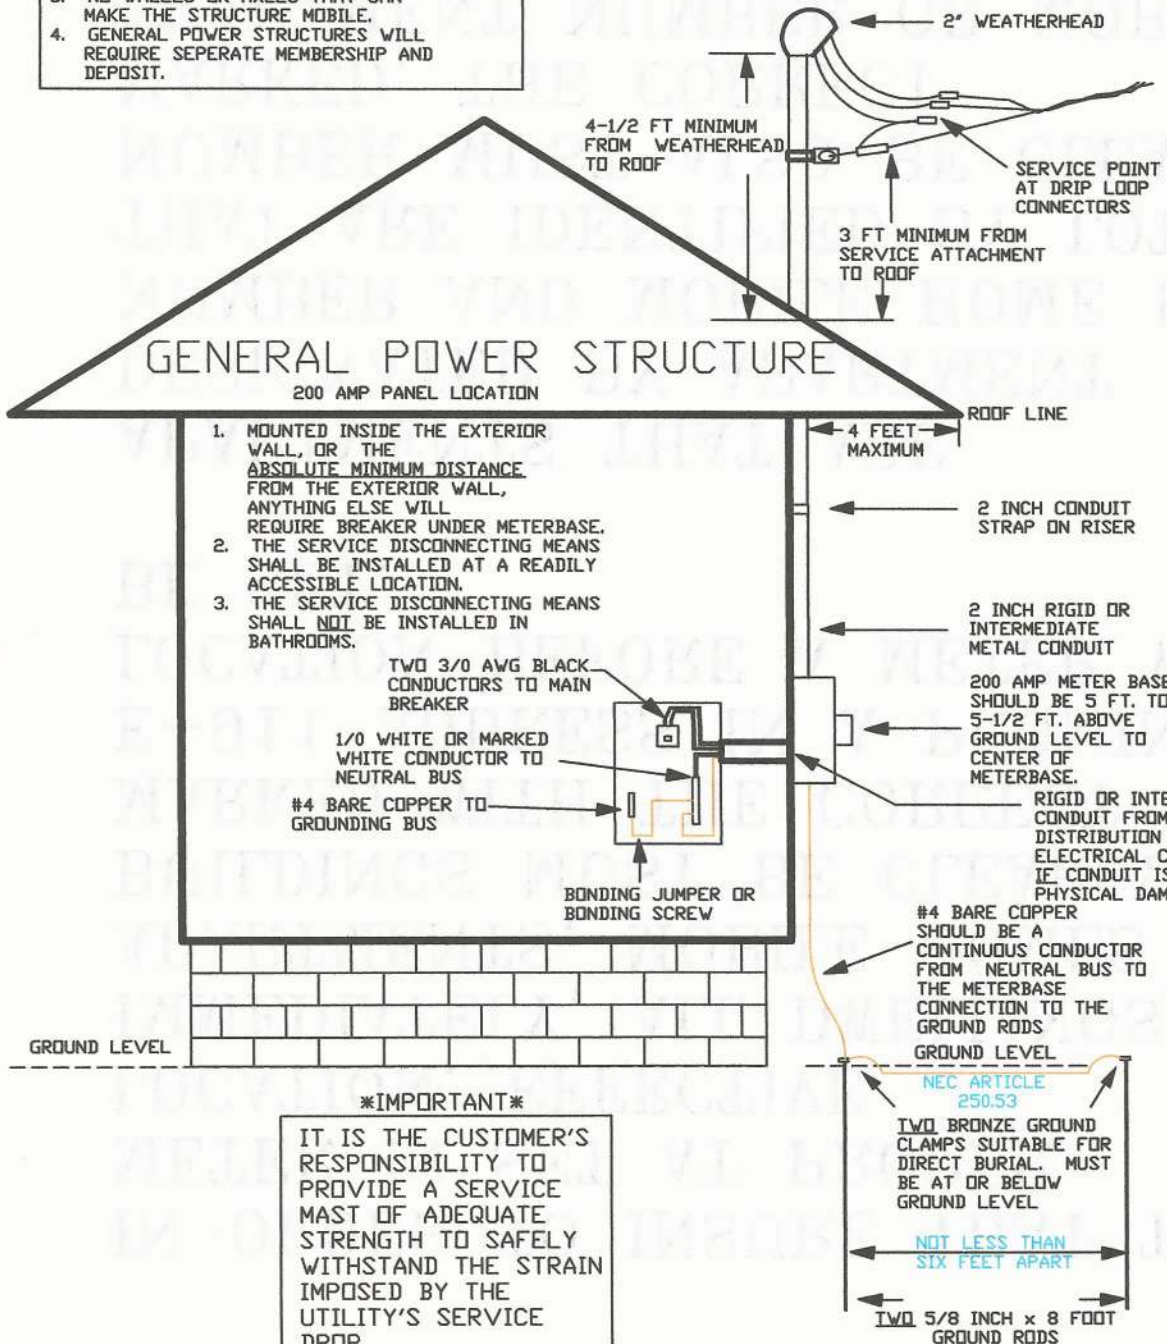 MAKE THE STRUCTURE MOBILE.
4. GENERAL POWER STRUCTURES WILL
REQUIRE SEPERATE MEMBERSHIP AND
DEPOSIT.
2" WEATHERHEAD
4-1/2 FT MINIMUM
FROM WEATHERHEAD
TO ROOF
SERVICE POINT
AT DRIP LOOP
CONNECTORS
3 FT MINIMUM FROM
SERVICE ATTACHMENT
TO ROOF
GENERAL POWER STRUCTURE
200 AMP PANEL LOCATION
ROOF LINE
4 FEET
MAXIMUM
1. MOUNTED INSIDE THE EXTERIOR
WALL, OR THE
ABSOLUTE MINIMUM DISTANCE
FROM THE EXTERIOR WALL,
ANYTHING ELSE WILL
REQUIRE BREAKER UNDER METERBASE.
2. THE SERVICE DISCONNECTING MEANS
SHALL BE INSTALLED AT A READILY
ACCESSIBLE LOCATION.
3. THE SERVICE DISCONNECTING MEANS
SHALL NOT BE INSTALLED IN
BATHROOMS.
2 INCH CONDUIT
STRAP ON RISER
2 INCH RIGID OR
INTERMEDIATE
METAL CONDUIT
TWO 3/0 AWG BLACK
CONDUCTORS TO MAIN
BREAKER
1/0 WHITE OR MARKED
WHITE CONDUCTOR TO
NEUTRAL BUS
#4 BARE COPPER TO
GROUNDING BUS
BONDING JUMPER OR
BONDING SCREW
200 AMP METER BASE
SHOULD BE 5 FT. TO
5-1/2 FT. ABOVE
GROUND LEVEL TO
CENTER OF
METERBASE.
RIGID OR INTE
CONDUIT FROM
DISTRIBUTION
ELECTRICAL C
IF CONDUIT IS
PHYSICAL DAM
#4 BARE COPPER
SHOULD BE A
CONTINUOUS CONDUCTOR
FROM NEUTRAL BUS TO
THE METERBASE
CONNECTION TO THE
GROUND RODS
GROUND LEVEL
GROUND LEVEL
NEC ARTICLE
250.53
TWO BRONZE GROUND
CLAMPS SUITABLE FOR
DIRECT BURIAL. MUST
BE AT OR BELOW
GROUND LEVEL
NOT LESS THAN
SIX FEET APART
TWO 5/8 INCH x 8 FOOT
GROUND RODS
*IMPORTANT*
IT IS THE CUSTOMER'S
RESPONSIBILITY TO
PROVIDE A SERVICE
MAST OF ADEQUATE
STRENGTH TO SAFELY
WITHSTAND THE STRAIN
IMPOSED BY THE
UTILITY'S SERVICE
DROP